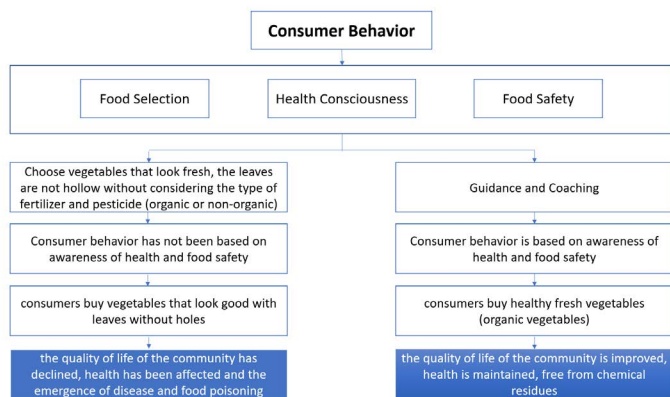 Consumer Behavior
Food Selection
Health Consciousness
Food Safety
Choose vegetables that look fresh, the leaves
are not hollow without considering the type of
fertilizer and pesticide (organic or non-organic)
Consumer behavior has not been based on
awareness of health and food safety
consumers buy vegetables that look good with
leaves without holes
the quality of life of the community has
declined, health has been affected and the
emergence of disease and food poisoning
Guidance and Coaching
Consumer behavior is based on awareness of
health and food safety
consumers buy healthy fresh vegetables
(organic vegetables)
the quality of life of the community is improved,
health is maintained, free from chemical
residues